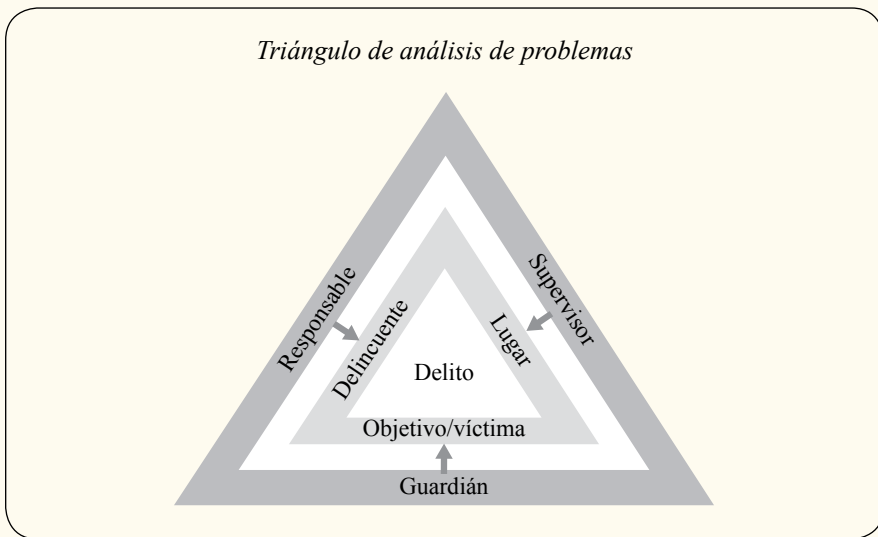 Triángulo de análisis de problemas
Responsable
Supervisor
Delincuente
Lugar
Delito
Objetivo/víctima
Guardián